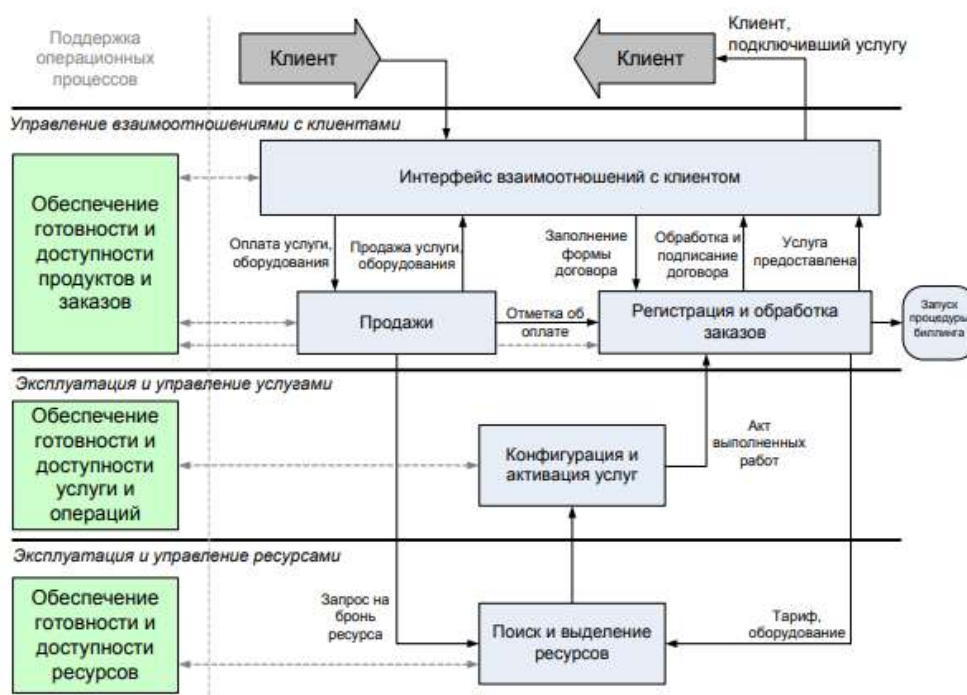 Поддержка
операционных
процессов
Клиент
Клиент
Клиент,
подключивший услугу
Управление взаимоотношениями с клиентами
Обеспечение
готовности и
доступности
продуктов и
заказов
Интерфейс взаимоотношений с клиентом
Оплата услуги,
оборудования
Продажа услуги,
оборудования
Заполнение
формы
договора
Обработка и
подписание
договора
Услуга
предоставлена
Продажи
Отметка об
оплате
Регистрация и обработка
заказов
Запуск
процедуры
биллинга
Эксплуатация и управление услугами
Обеспечение
готовности и
доступности
услуги и
операций
Конфигурация и
активация услуг
Акт
выполненных
работ
Эксплуатация и управление ресурсами
Обеспечение
готовности и
доступности
ресурсов
Запрос на
бронь
ресурса
Поиск и выделение
ресурсов
Тариф,
оборудование